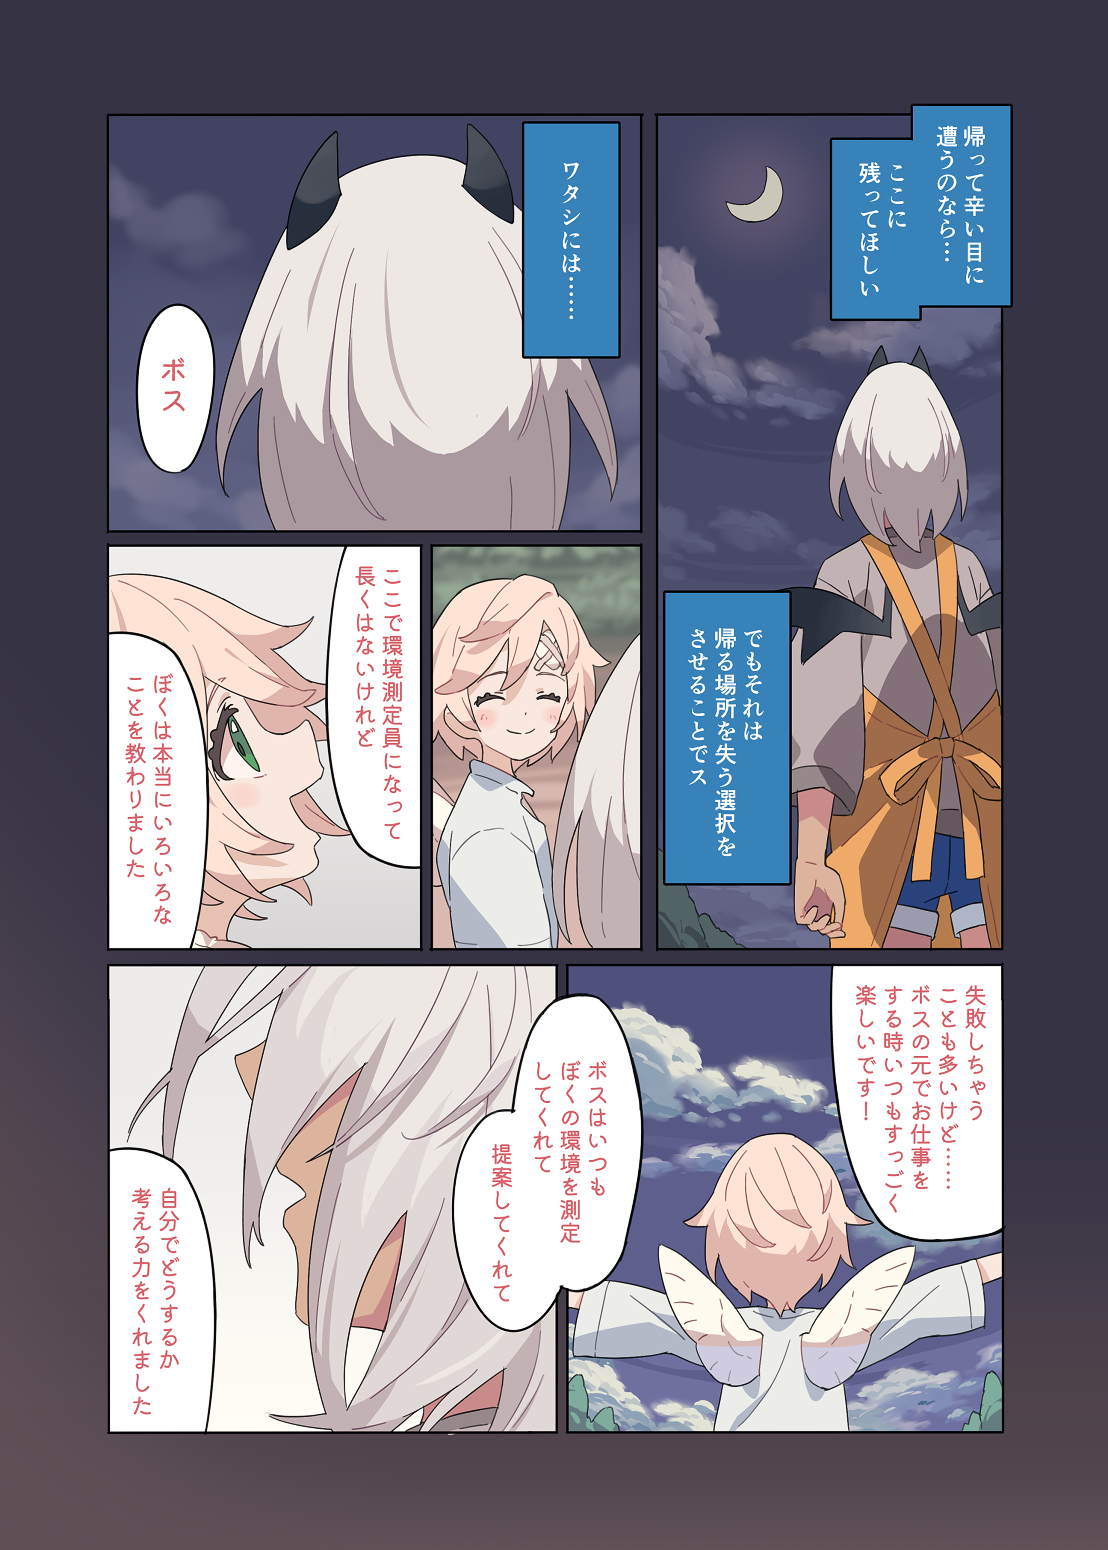 帰って辛い目に
遭うのなら…
ここに
残ってほしい
でもそれは
帰る場所を失う選択を
させることでス
ワタシには……
ボス
ここで環境測定員になって
長くはないけれど
ぼくは本当にいろいろな
ことを教わりました
失敗しちゃう
ことも多いけど……
ボスの元でお仕事を
する時いつもすっごく
楽しいです！
ボスはいつも
ぼくの環境を測定
してくれて
提案してくれて
自分でどうするか
考える力をくれました